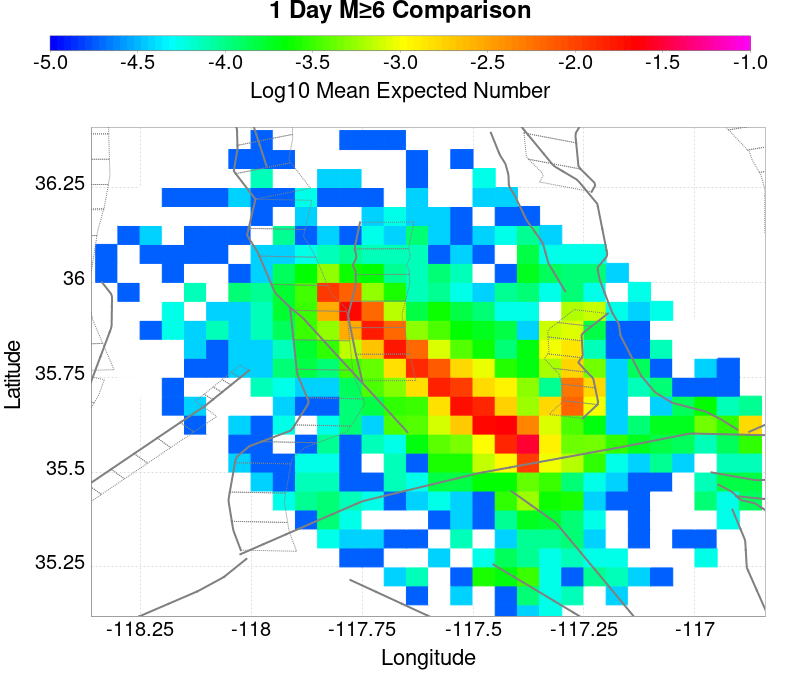 1 Day M≥6 Comparison
-5.0 -4.5 -4.0 -3.5 -3.0 -2.5 -2.0 -1.5 -1.0
Log10 Mean Expected Number
36.25
36
35.75
35.5
35.25
Latitude
-118.25 -118 -117.75 -117.5 -117.25 -117
Longitude